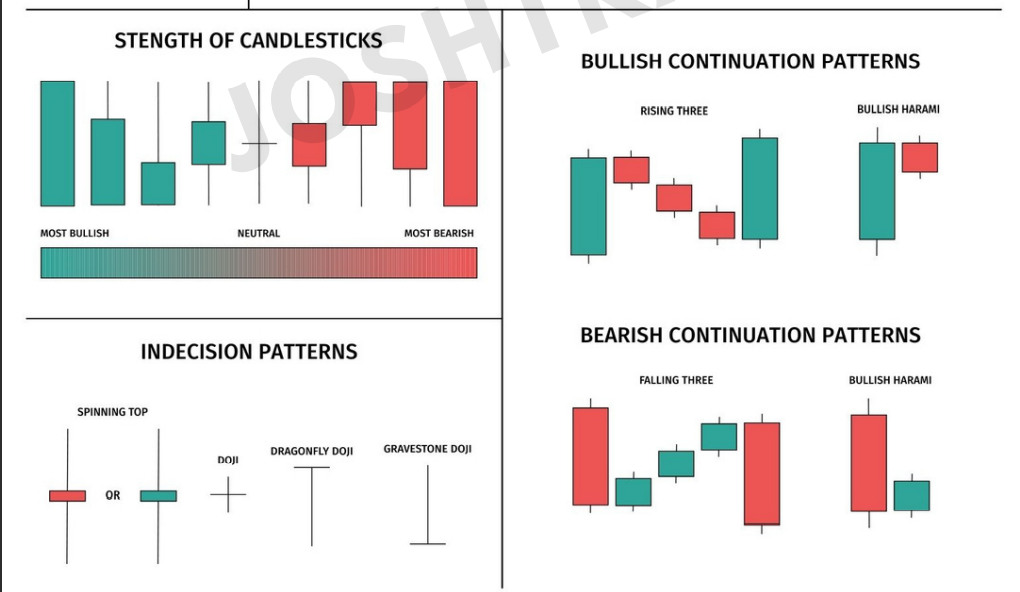 STENGTH OF CANDLESTICKS
MOST BULLISH
NEUTRAL
MOST BEARISH
INDECISION PATTERNS
SPINNING TOP
OR
DOJI
DRAGONFLY DOJI
GRAVESTONE DOJI
BULLISH CONTINUATION PATTERNS
RISING THREE
BULLISH HARAMI
BEARISH CONTINUATION PATTERNS
FALLING THREE
BULLISH HARAMI